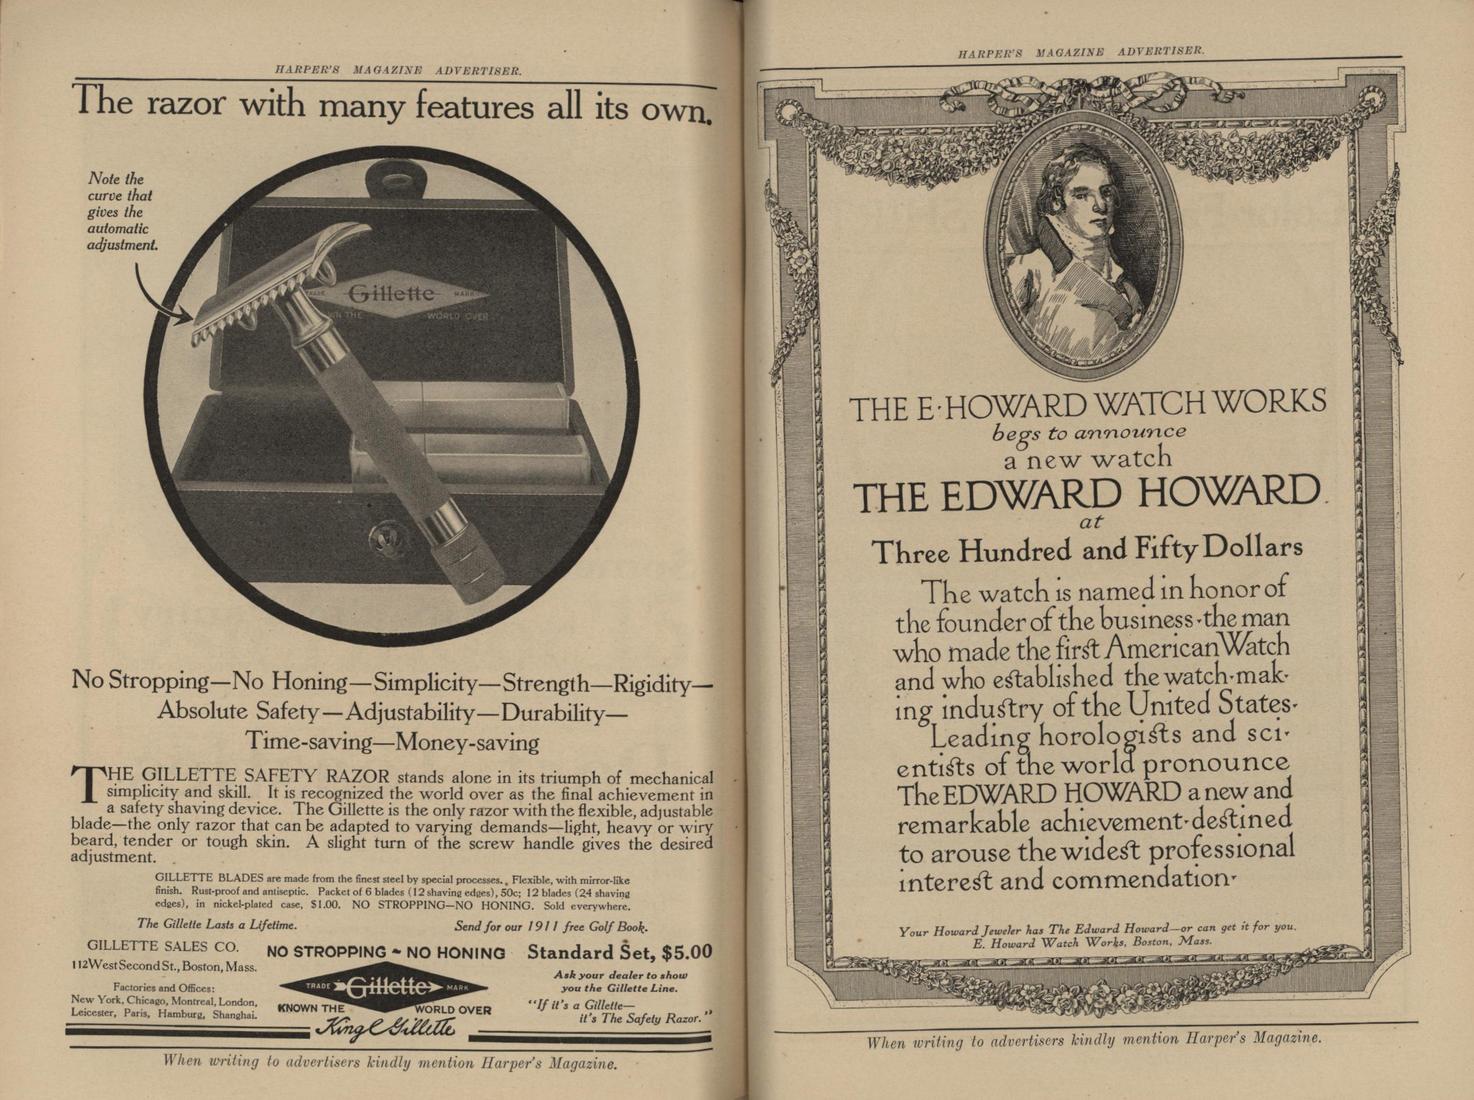 HARPER'S MAGAZINE ADVERTISER.
The razor with many features all its own.
Note the
curve that
gives the
automatic
adjustment.
TRADE Gillette MARK
WN THE WORLD OVER
No Stropping—No Honing—Simplicity—Strength—Rigidity—
Absolute Safety—Adjustability—Durability—
Time-saving—Money-saving
THE GILLETTE SAFETY RAZOR stands alone in its triumph of mechanical
simplicity and skill. It is recognized the world over as the final achievement in
a safety shaving device. The Gillette is the only razor with the flexible, adjustable
blade—the only razor that can be adapted to varying demands—light, heavy or wiry
beard, tender or tough skin. A slight turn of the screw handle gives the desired
adjustment.
GILLETTE BLADES are made from the finest steel by special processes. Flexible, with mirror-like
finish. Rust-proof and antiseptic. Packet of 6 blades (12 shaving edges), 50c; 12 blades (24 shaving
edges), in nickel-plated case, $1.00. NO STROPPING—NO HONING. Sold everywhere.
The Gillette Lasts a Lifetime. Send for our 1911 free Golf Book.
GILLETTE SALES CO.
112 West Second St., Boston, Mass.
Factories and Offices:
New York, Chicago, Montreal, London,
Leicester, Paris, Hamburg, Shanghai.
NO STROPPING ~ NO HONING
TRADE Gillette MARK
KNOWN THE WORLD OVER
King C Gillette
Standard Set, $5.00
Ask your dealer to show
you the Gillette Line.
"If it's a Gillette—
it's The Safety Razor."
When writing to advertisers kindly mention Harper's Magazine.
HARPER'S MAGAZINE ADVERTISER.
THE E·HOWARD WATCH WORKS
begs to announce
a new watch
THE EDWARD HOWARD.
at
Three Hundred and Fifty Dollars
The watch is named in honor of
the founder of the business·the man
who made the first American Watch
and who established the watch·mak·
ing industry of the United States·
Leading horologists and sci·
entists of the world pronounce
The EDWARD HOWARD a new and
remarkable achievement·destined
to arouse the widest professional
interest and commendation·
Your Howard Jeweler has The Edward Howard—or can get it for you.
E. Howard Watch Works, Boston, Mass.
When writing to advertisers kindly mention Harper's Magazine.